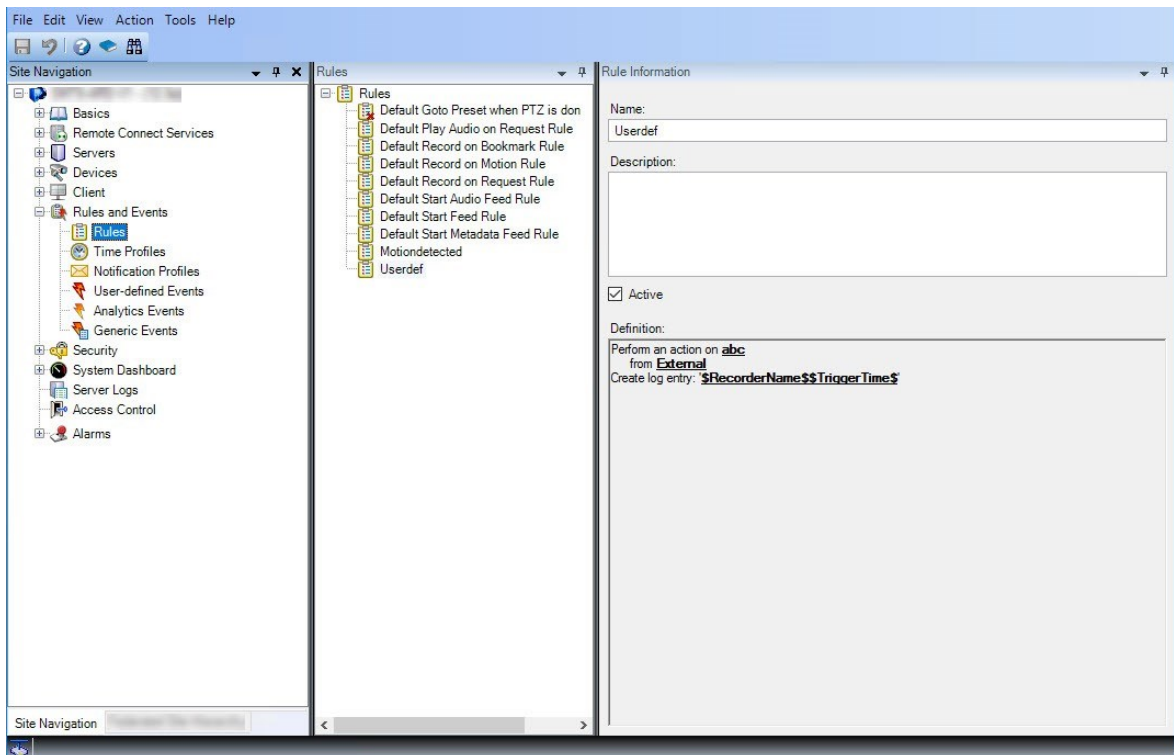 File Edit View Action Tools Help
Site Navigation
Basics
Remote Connect Services
Servers
Devices
Client
Rules and Events
Rules
Time Profiles
Notification Profiles
User-defined Events
Analytics Events
Generic Events
Security
System Dashboard
Server Logs
Access Control
Alarms
Site Navigation
Rules
Rules
Default Goto Preset when PTZ is don
Default Play Audio on Request Rule
Default Record on Bookmark Rule
Default Record on Motion Rule
Default Record on Request Rule
Default Start Audio Feed Rule
Default Start Feed Rule
Default Start Metadata Feed Rule
Motiondetected
Userdef
Rule Information
Name:
Userdef
Description:
Active
Definition:
Perform an action on abc
from External
Create log entry: '$RecorderName$$TriggerTime$'